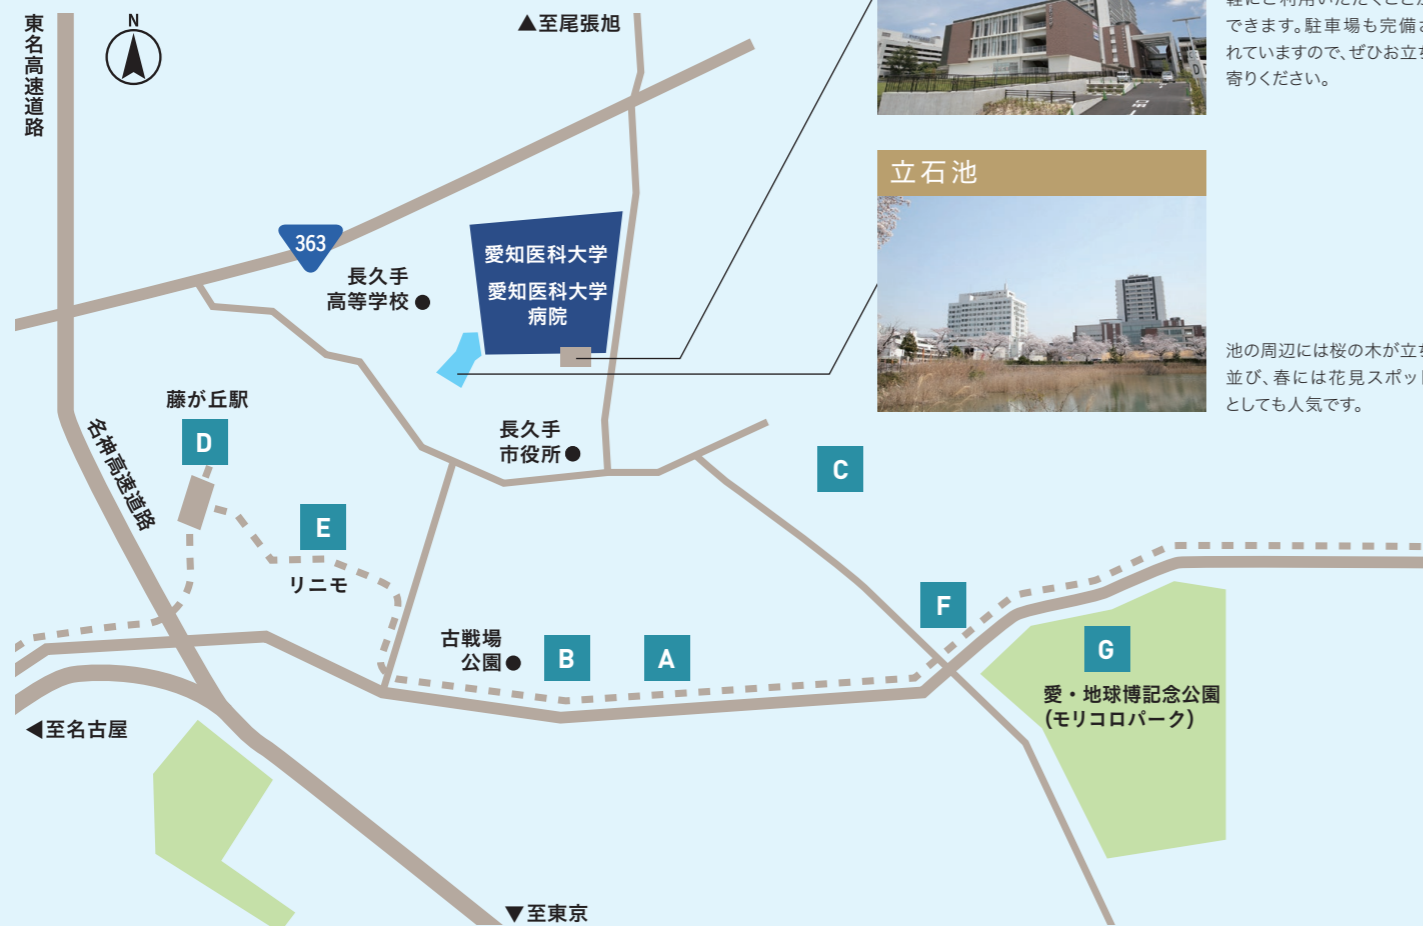 東名高速道路
N
▲至尾張旭
できます。駐車場も完備さ
れていますので、ぜひお立ち
寄りください。
立石池
363
長久手
高等学校
愛知医科大学
愛知医科大学
病院
池の周辺には桜の木が立ち
並び、春には花見スポット
としても人気です。
藤が丘駅
D
名神高速道路
長久手
市役所
C
E
リニモ
F
古戦場
公園
B
A
G
愛・地球博記念公園
(モリコロパーク)
◀至名古屋
▼至東京